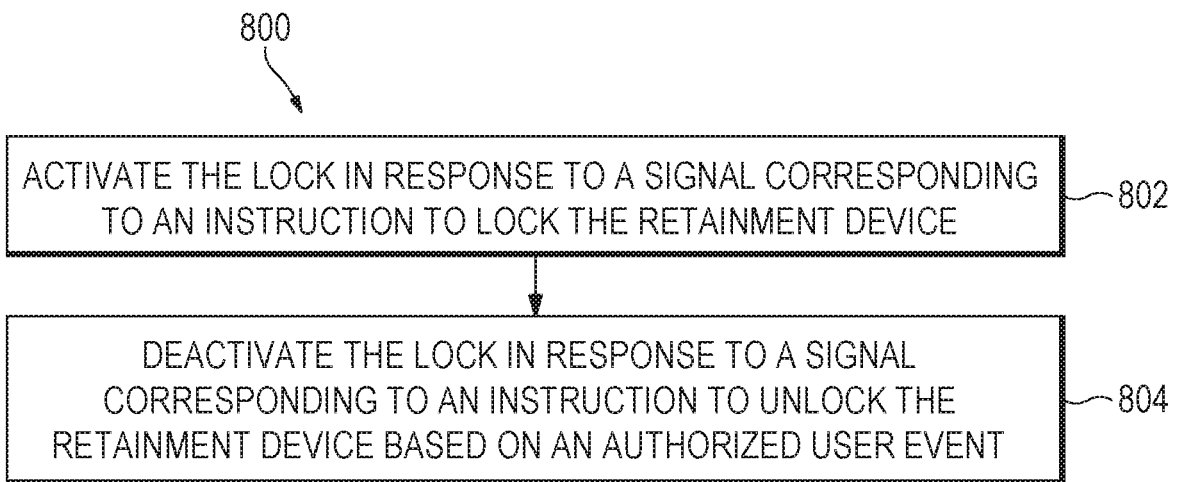 800
ACTIVATE THE LOCK IN RESPONSE TO A SIGNAL CORRESPONDING
TO AN INSTRUCTION TO LOCK THE RETAINMENT DEVICE
802
DEACTIVATE THE LOCK IN RESPONSE TO A SIGNAL
CORRESPONDING TO AN INSTRUCTION TO UNLOCK THE
RETAINMENT DEVICE BASED ON AN AUTHORIZED USER EVENT
804